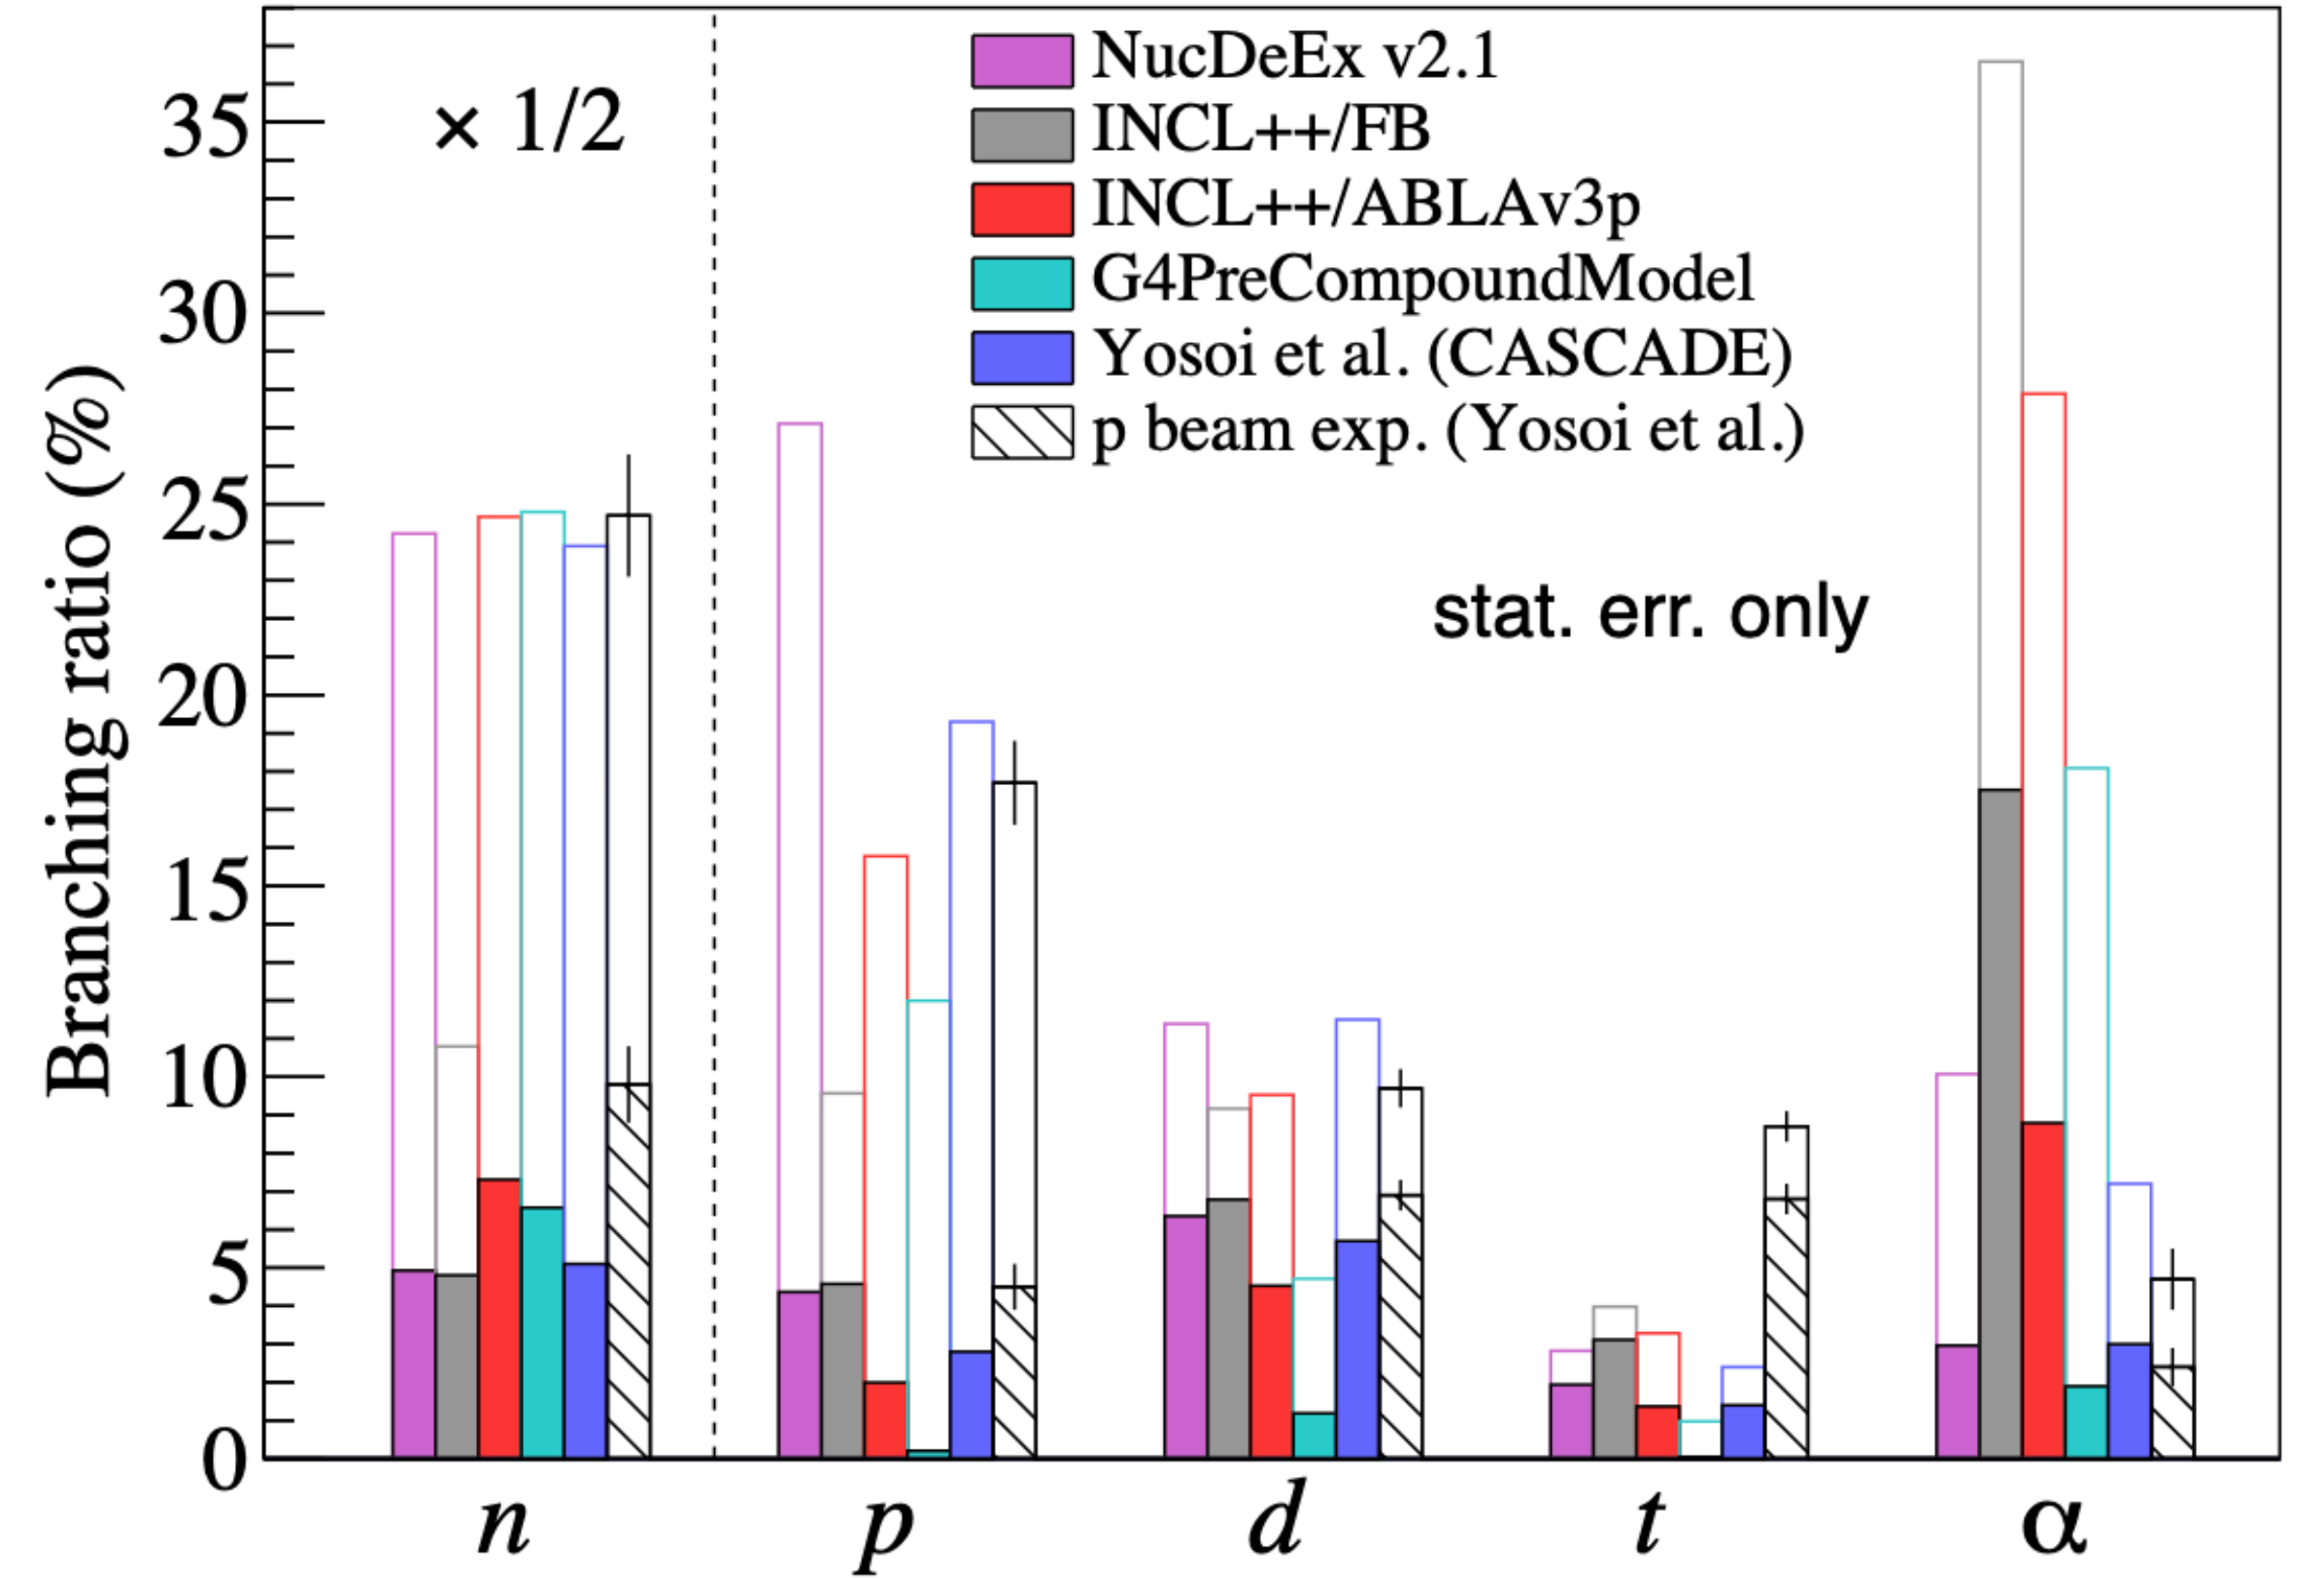 Branching ratio (%)
35
30
25
20
15
10
5
0
× 1/2
NucDeEx v2.1
INCL++/FB
INCL++/ABLAv3p
G4PreCompoundModel
Yosoi et al. (CASCADE)
p beam exp. (Yosoi et al.)
stat. err. only
n p d t α